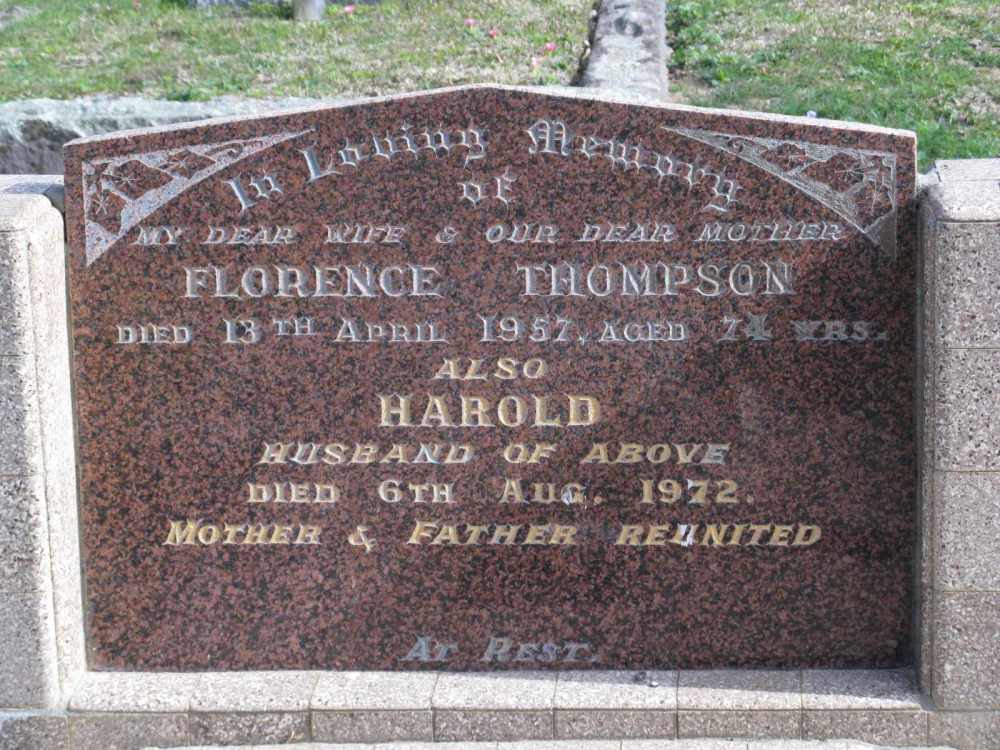 In Loving Memory
of
MY DEAR WIFE & OUR DEAR MOTHER
FLORENCE THOMPSON
DIED 13TH APRIL 1957, AGED 74 YRS.
ALSO
HAROLD
HUSBAND OF ABOVE
DIED 6TH AUG. 1972.
MOTHER & FATHER REUNITED
AT REST.